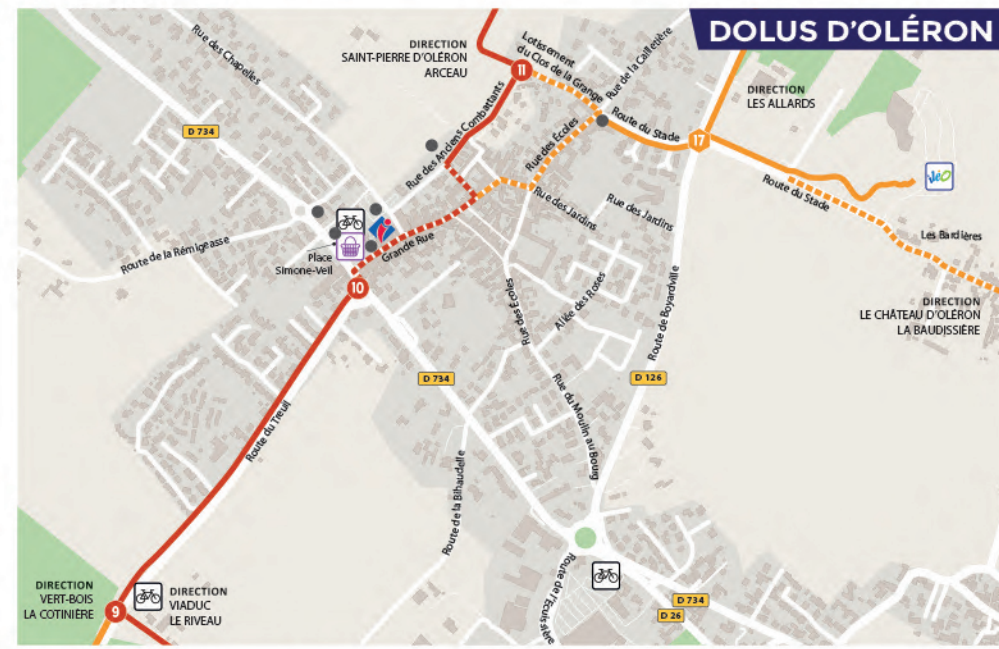 DOLUS D'OLÉRON
Rue des Chapelles
DIRECTION
SAINT-PIERRE D'OLÉRON
ARCEAU
11
Lotissement
du Clos de la Grange
Rue de la Cailletière
DIRECTION
LES ALLARDS
D 734
Rue des Anciens Combattants
Rue des Écoles
Route du Stade
17
VéO
Route du Stade
Rue des Jardins
Rue des Jardins
Les Bardières
Route de la Rémigeasse
Place
Simone-Veil
Grande Rue
10
DIRECTION
LE CHÂTEAU D'OLÉRON
LA BAUDISSIÈRE
Rue des Écoles
Allée des Roses
Route de Boyardville
D 734
D 126
Route du Treuil
Rue du Moulin au Bourg
Route de la Bihaudelle
DIRECTION
VERT-BOIS
LA COTINIÈRE
9
DIRECTION
VIADUC
LE RIVEAU
Route de l'Ecuissière
D 734
D 26